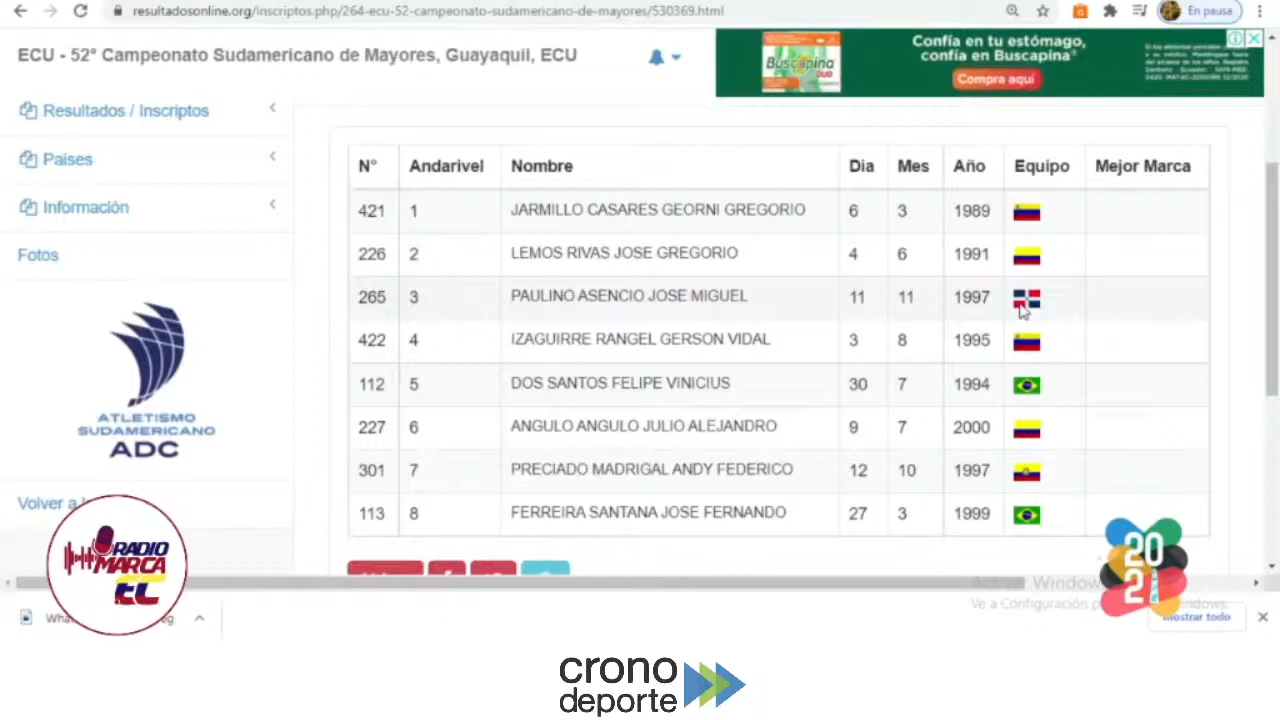 resultadosonline.org/inscriptos.php/264-ecu-52-campeonato-sudamericano-de-mayores/530369.html
En pausa
ECU - 52° Campeonato Sudamericano de Mayores, Guayaquil, ECU
Buscapina DUO
Confía en tu estómago,
confía en Buscapina®
Compra aquí
Resultados / Inscriptos
Paises
Información
Fotos
ATLETISMO
SUDAMERICANO
ADC
Volver a
N° Andarivel Nombre Dia Mes Año Equipo Mejor Marca
421 1 JARMILLO CASARES GEORNI GREGORIO 6 3 1989
226 2 LEMOS RIVAS JOSE GREGORIO 4 6 1991
265 3 PAULINO ASENCIO JOSE MIGUEL 11 11 1997
422 4 IZAGUIRRE RANGEL GERSON VIDAL 3 8 1995
112 5 DOS SANTOS FELIPE VINICIUS 30 7 1994
227 6 ANGULO ANGULO JULIO ALEJANDRO 9 7 2000
301 7 PRECIADO MADRIGAL ANDY FEDERICO 12 10 1997
113 8 FERREIRA SANTANA JOSE FERNANDO 27 3 1999
RADIO
MARCA
EC
2021
Activar Windows
Ve a Configuración
Mostrar todo
crono
deporte